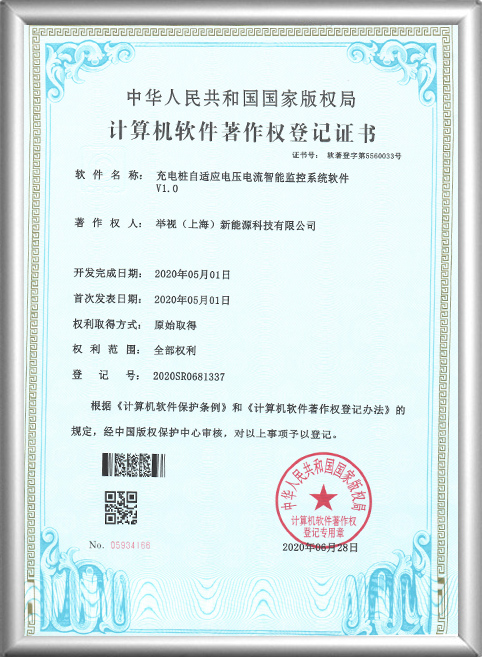 中华人民共和国国家版权局
计算机软件著作权登记证书
证书号： 软著登字第5560033号
软件名称： 充电桩自适应电压电流智能监控系统软件
V1.0
著作权人： 举视（上海）新能源科技有限公司
开发完成日期： 2020年05月01日
首次发表日期： 2020年05月01日
权利取得方式： 原始取得
权利范围： 全部权利
登记号： 2020SR0681337
根据《计算机软件保护条例》和《计算机软件著作权登记办法》的
规定，经中国版权保护中心审核，对以上事项予以登记。
中华人民共和国国家版权局
计算机软件著作权
登记专用章
No. 05934166
2020年06月28日